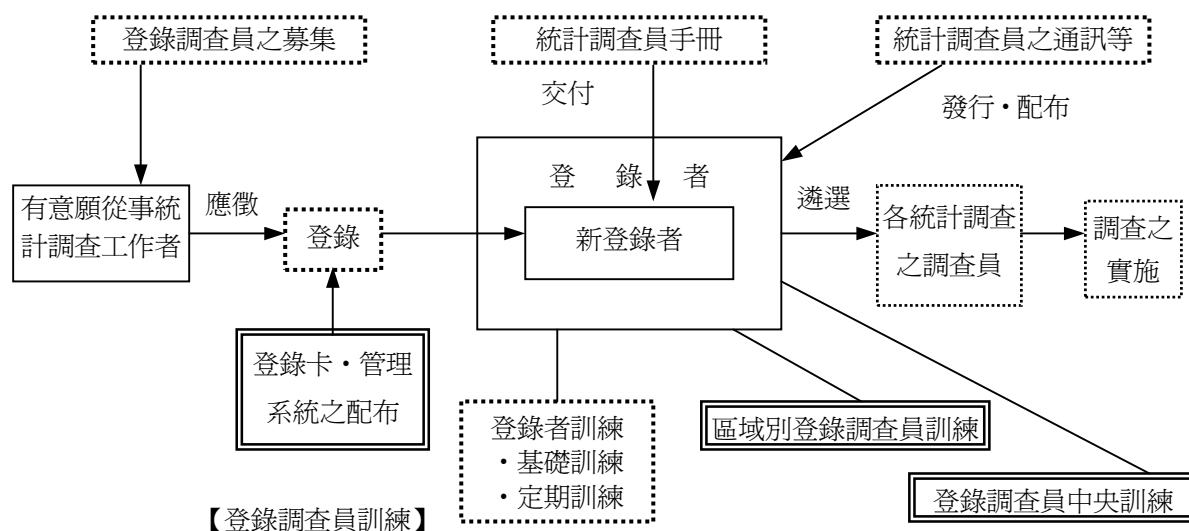 登錄調查員之募集
統計調查員手冊
統計調查員之通訊等
交付
發行・配布
登錄者
有意願從事統
計調查工作者
應徵
登錄
新登錄者
遴選
各統計調查
之調查員
調查之
實施
登錄卡・管理
系統之配布
登錄者訓練
・基礎訓練
・定期訓練
區域別登錄調查員訓練
登錄調查員中央訓練
【登錄調查員訓練】